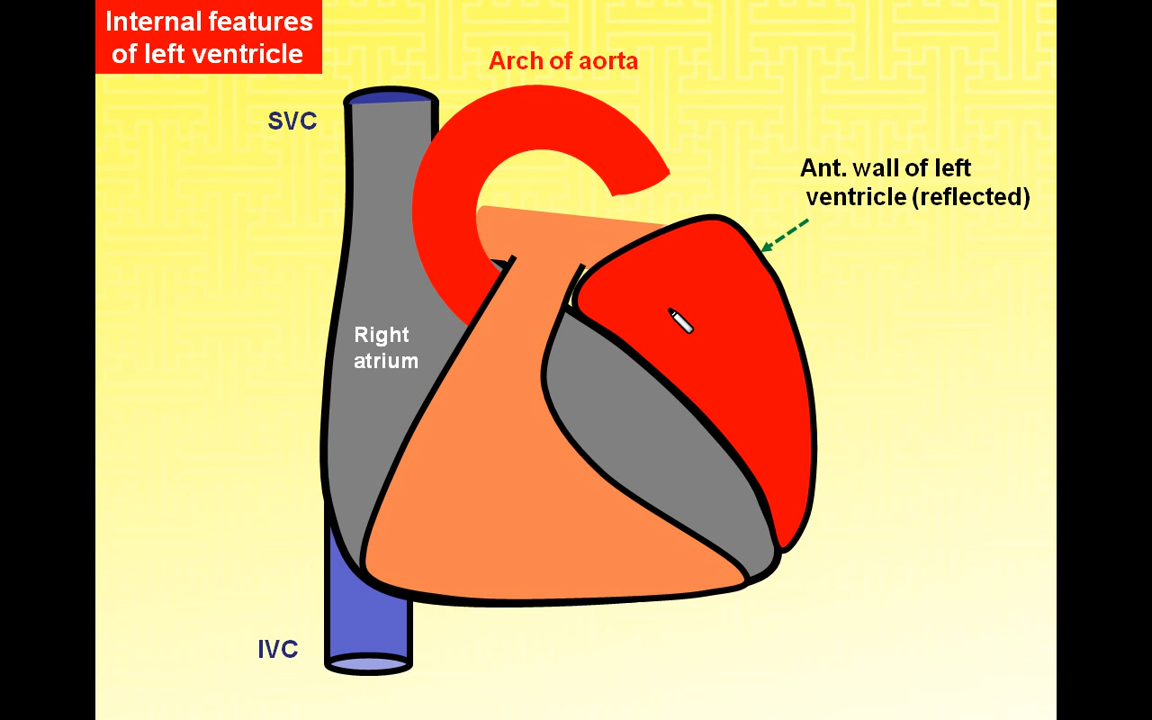 Internal features
of left ventricle
Arch of aorta
SVC
Ant. wall of left
ventricle (reflected)
Right
atrium
IVC